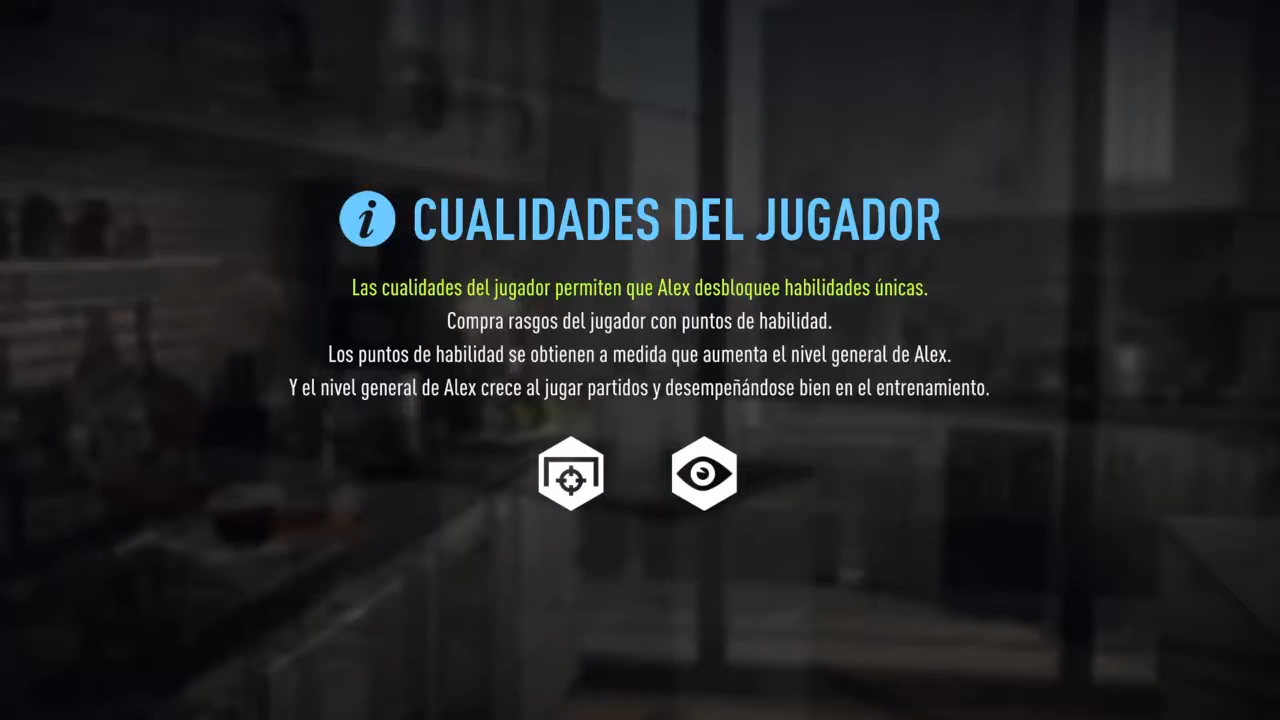 CUALIDADES DEL JUGADOR
Las cualidades del jugador permiten que Alex desbloquee habilidades únicas.
Compra rasgos del jugador con puntos de habilidad.
Los puntos de habilidad se obtienen a medida que aumenta el nivel general de Alex.
Y el nivel general de Alex crece al jugar partidos y desempeñándose bien en el entrenamiento.